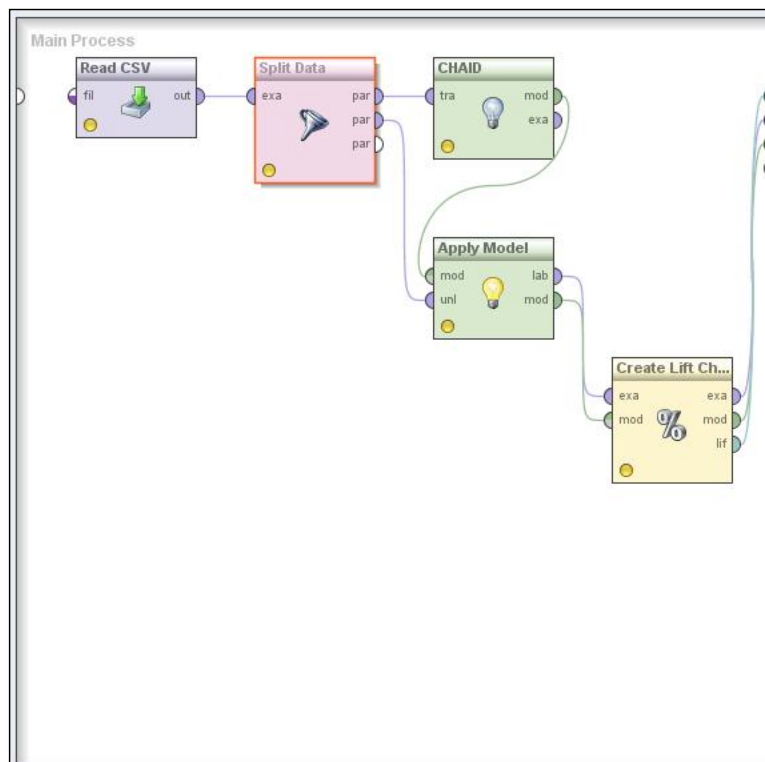 Main Process
Read CSV
fil
out
Split Data
exa
par
par
par
CHAID
tra
mod
exa
Apply Model
mod
lab
unl
mod
Create Lift Ch...
exa
exa
mod
mod
lif